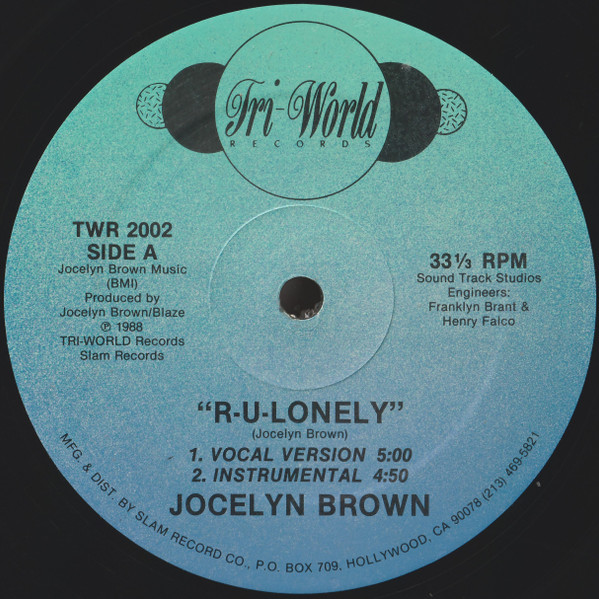 Tri-World
RECORDS
TWR 2002
SIDE A
Jocelyn Brown Music
(BMI)
Produced by
Jocelyn Brown/Blaze
℗ 1988
TRI-WORLD Records
Slam Records
33 ⅓ RPM
Sound Track Studios
Engineers:
Franklyn Brant &
Henry Falco
“R-U-LONELY”
(Jocelyn Brown)
1. VOCAL VERSION 5:00
2. INSTRUMENTAL 4:50
JOCELYN BROWN
MFG. & DIST. BY SLAM RECORD CO., P.O. BOX 709, HOLLYWOOD, CA 90078 (213) 469-5821